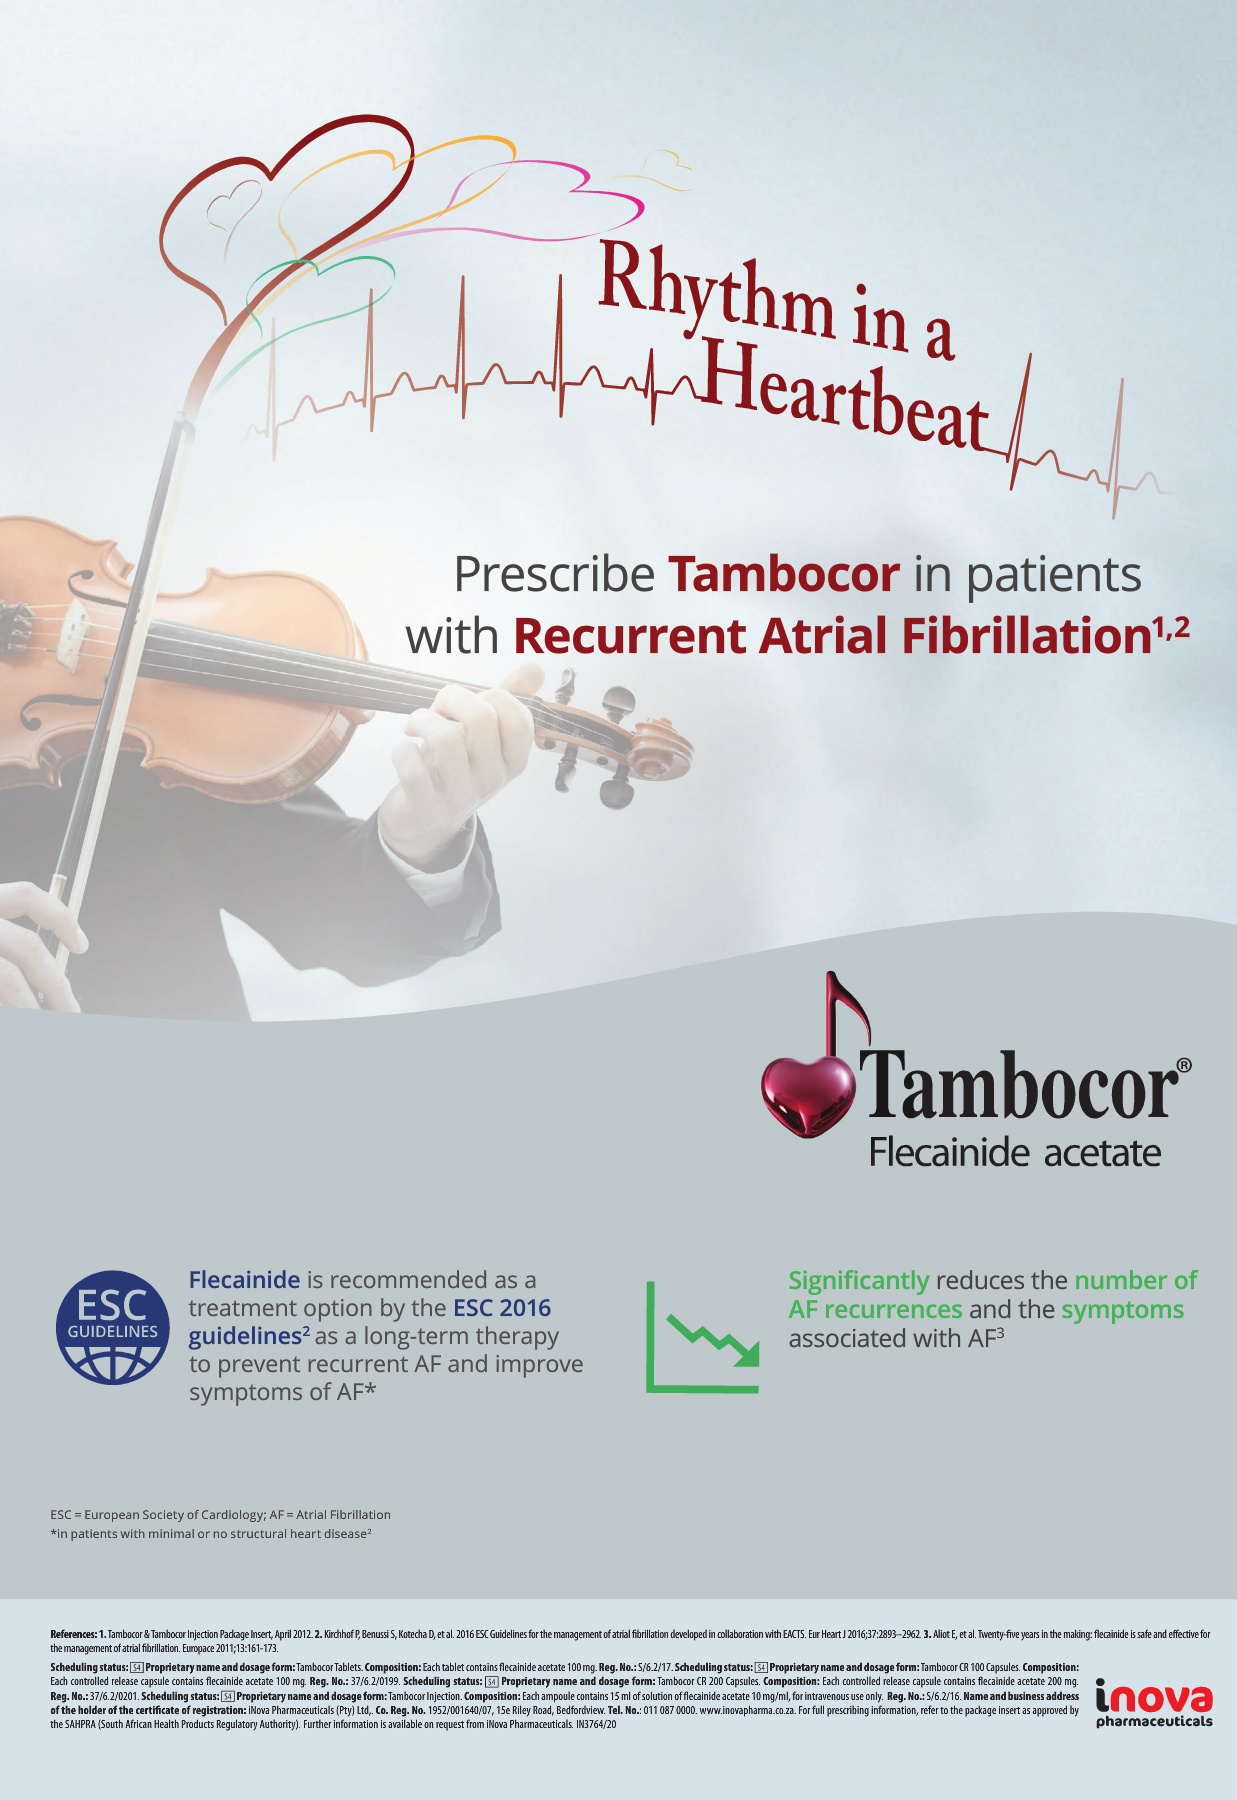 Rhythm in a
Heartbeat
Prescribe Tambocor in patients
with Recurrent Atrial Fibrillation1,2
Tambocor®
Flecainide acetate
ESC
GUIDELINES
Flecainide is recommended as a
treatment option by the ESC 2016
guidelines2 as a long-term therapy
to prevent recurrent AF and improve
symptoms of AF*
Significantly reduces the number of
AF recurrences and the symptoms
associated with AF3
ESC = European Society of Cardiology; AF = Atrial Fibrillation
*in patients with minimal or no structural heart disease2
References: 1. Tambocor & Tambocor Injection Package Insert, April 2012. 2. Kirchhof P, Benussi S, Kotecha D, et al. 2016 ESC Guidelines for the management of atrial fibrillation developed in collaboration with EACTS. Eur Heart J 2016;37:2893–2962. 3. Aliot E, et al. Twenty-five years in the making: flecainide is safe and effective for
the management of atrial fibrillation. Europace 2011;13:161-173.
Scheduling status: S4 Proprietary name and dosage form: Tambocor Tablets. Composition: Each tablet contains flecainide acetate 100 mg. Reg. No.: S/6.2/17. Scheduling status: S4 Proprietary name and dosage form: Tambocor CR 100 Capsules. Composition:
Each controlled release capsule contains flecainide acetate 100 mg. Reg. No.: 37/6.2/0199. Scheduling status: S4 Proprietary name and dosage form: Tambocor CR 200 Capsules. Composition: Each controlled release capsule contains flecainide acetate 200 mg.
Reg. No.: 37/6.2/0201. Scheduling status: S4 Proprietary name and dosage form: Tambocor Injection. Composition: Each ampoule contains 15 ml of solution of flecainide acetate 10 mg/ml, for intravenous use only. Reg. No.: S/6.2/16. Name and business address
of the holder of the certificate of registration: iNova Pharmaceuticals (Pty) Ltd,. Co. Reg. No. 1952/001640/07, 15e Riley Road, Bedfordview. Tel. No.: 011 087 0000. www.inovapharma.co.za. For full prescribing information, refer to the package insert as approved by
the SAHPRA (South African Health Products Regulatory Authority). Further information is available on request from iNova Pharmaceuticals. IN3764/20
inova
pharmaceuticals